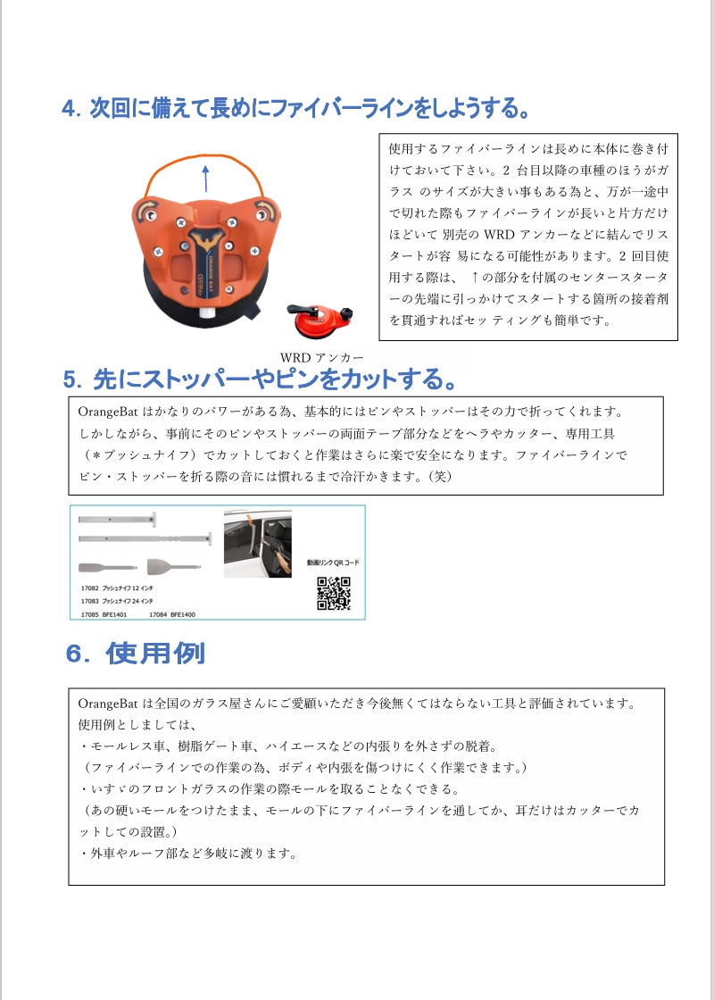 4. 次回に備えて長めにファイバーラインをしようする。
使用するファイバーラインは長めに本体に巻き付
けておいて下さい。2 台目以降の車種のほうがガ
ラス のサイズが大きい事もある為と、万が一途中
で切れた際もファイバーラインが長いと片方だけ
ほどいて 別売の WRD アンカーなどに結んでリス
タートが容 易になる可能性があります。2 回目使
用する際は、 ↑の部分を付属のセンタースタータ
ーの先端に引っかけてスタートする箇所の接着剤
を貫通すればセッ ティングも簡単です。
ORANGE BAT
WRD アンカー
5. 先にストッパーやピンをカットする。
OrangeBat はかなりのパワーがある為、基本的にはピンやストッパーはその力で折ってくれます。
しかしながら、事前にそのピンやストッパーの両面テープ部分などをヘラやカッター、専用工具
（＊プッシュナイフ）でカットしておくと作業はさらに楽で安全になります。ファイバーラインで
ピン・ストッパーを折る際の音には慣れるまで冷汗かきます。（笑）
動画リンク QR コード
17082 プッシュナイフ 12 インチ
17083 プッシュナイフ 24 インチ
17085 BFE1401 17084 BFE1400
6. 使用例
OrangeBat は全国のガラス屋さんにご愛顧いただき今後無くてはならない工具と評価されています。
使用例としましては、
・モールレス車、樹脂ゲート車、ハイエースなどの内張りを外さずの脱着。
（ファイバーラインでの作業の為、ボディや内張を傷つけにくく作業できます。）
・いすゞのフロントガラスの作業の際モールを取ることなくできる。
（あの硬いモールをつけたまま、モールの下にファイバーラインを通してか、耳だけはカッターでカ
ットしての設置。）
・外車やルーフ部など多岐に渡ります。